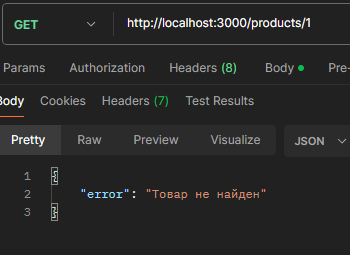 GET http://localhost:3000/products/1
Params Authorization Headers (8) Body Pre-
Body Cookies Headers (7) Test Results
Pretty Raw Preview Visualize JSON
1 {
2 "error": "Товар не найден"
3 }